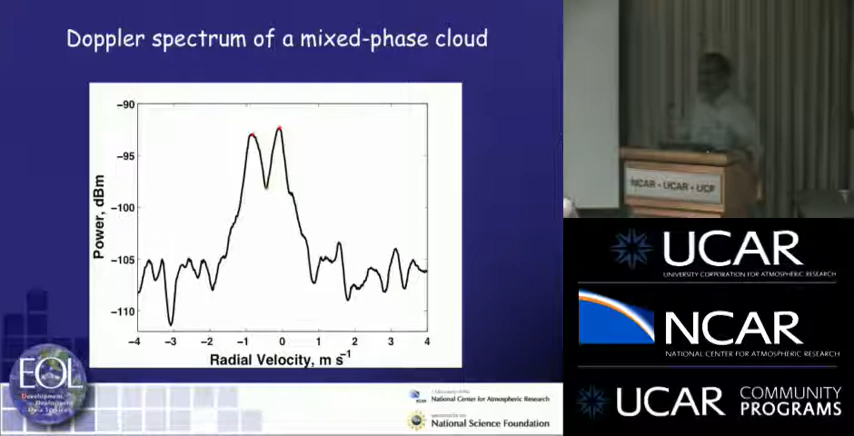 Doppler spectrum of a mixed-phase cloud
−90
−95
−100
−105
−110
Power, dBm
−4 −3 −2 −1 0 1 2 3 4
Radial Velocity, m s−1
EOL
National Center for Atmospheric Research
National Science Foundation
NCAR • UCAR • UCP
UCAR
UNIVERSITY CORPORATION FOR ATMOSPHERIC RESEARCH
NCAR
NATIONAL CENTER FOR ATMOSPHERIC RESEARCH
UCAR COMMUNITY
PROGRAMS